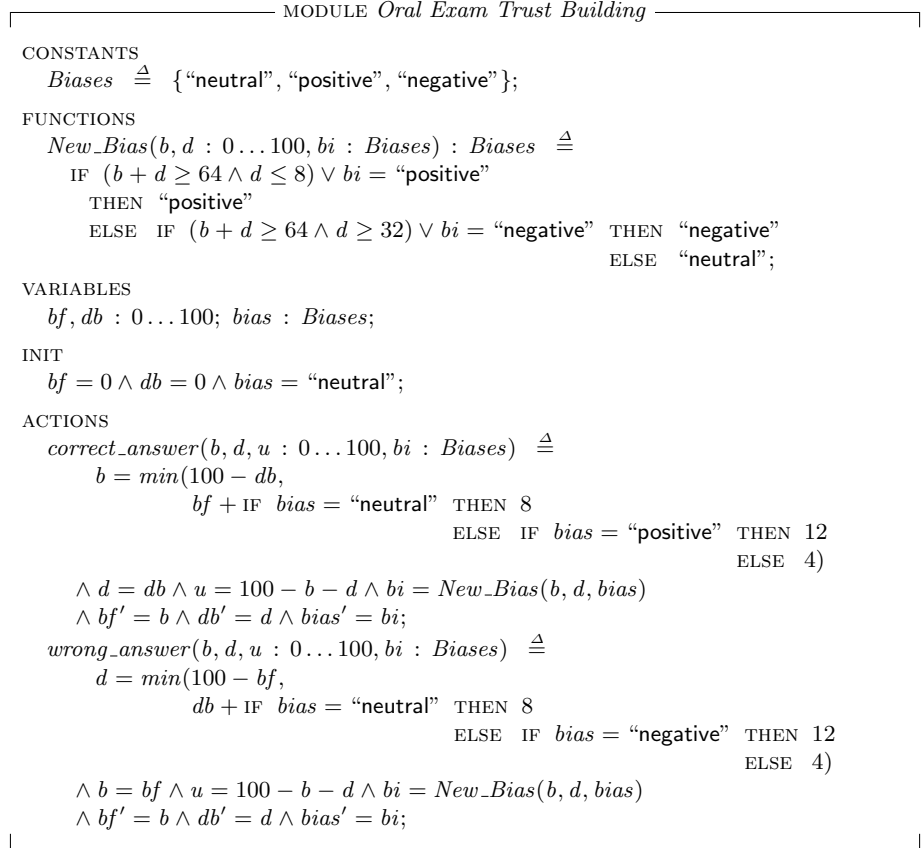 MODULE Oral Exam Trust Building
CONSTANTS
Biases ≜ {“neutral”, “positive”, “negative”};
FUNCTIONS
New_Bias(b, d : 0 . . . 100, bi : Biases) : Biases ≜
IF (b + d ≥ 64 ∧ d ≤ 8) ∨ bi = “positive”
THEN “positive”
ELSE IF (b + d ≥ 64 ∧ d ≥ 32) ∨ bi = “negative” THEN “negative”
ELSE “neutral”;
VARIABLES
bf, db : 0 . . . 100; bias : Biases;
INIT
bf = 0 ∧ db = 0 ∧ bias = “neutral”;
ACTIONS
correct_answer(b, d, u : 0 . . . 100, bi : Biases) ≜
b = min(100 − db,
bf + IF bias = “neutral” THEN 8
ELSE IF bias = “positive” THEN 12
ELSE 4)
∧ d = db ∧ u = 100 − b − d ∧ bi = New_Bias(b, d, bias)
∧ bf′ = b ∧ db′ = d ∧ bias′ = bi;
wrong_answer(b, d, u : 0 . . . 100, bi : Biases) ≜
d = min(100 − bf,
db + IF bias = “neutral” THEN 8
ELSE IF bias = “negative” THEN 12
ELSE 4)
∧ b = bf ∧ u = 100 − b − d ∧ bi = New_Bias(b, d, bias)
∧ bf′ = b ∧ db′ = d ∧ bias′ = bi;